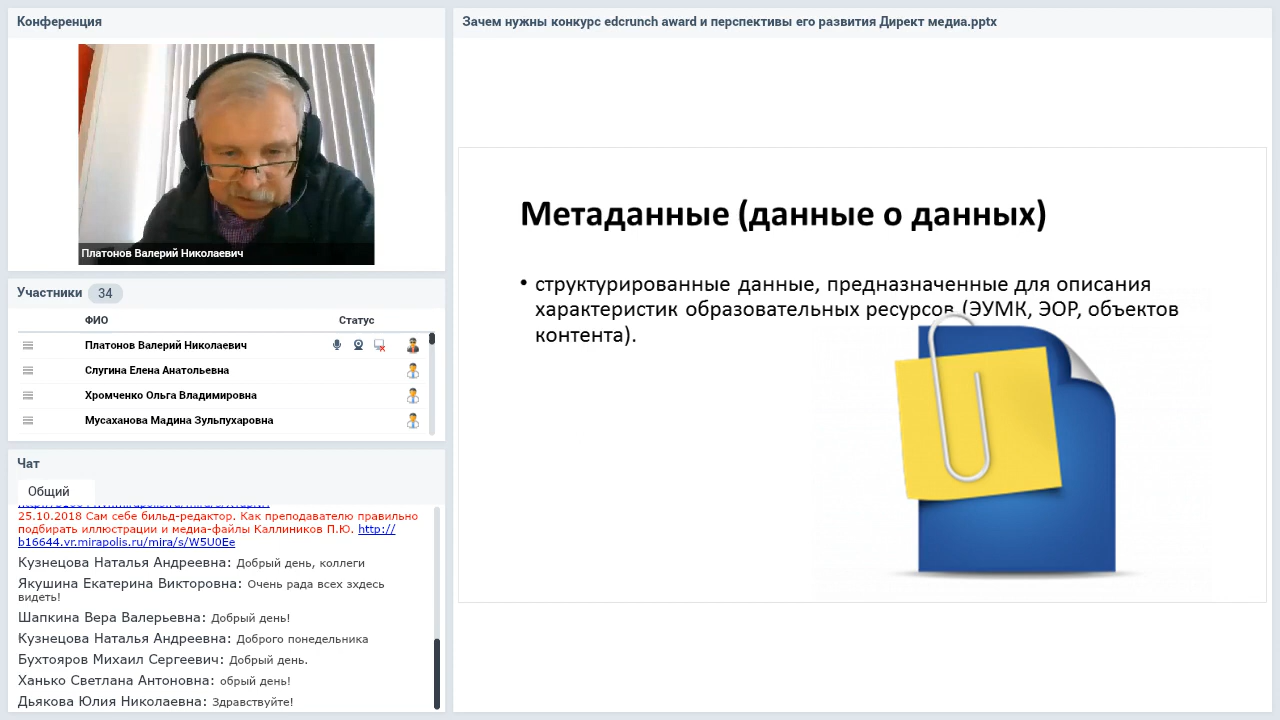 Конференция
Платонов Валерий Николаевич
Участники 34
ФИО Статус
Платонов Валерий Николаевич
Слугина Елена Анатольевна
Хромченко Ольга Владимировна
Мусаханова Мадина Зульпухаровна
Чат
Общий
25.10.2018 Сам себе бильд-редактор. Как преподавателю правильно
подбирать иллюстрации и медиа-файлы Каллиников П.Ю. http://
b16644.vr.mirapolis.ru/mira/s/W5U0Ee
Кузнецова Наталья Андреевна: Добрый день, коллеги
Якушина Екатерина Викторовна: Очень рада всех зхдесь
видеть!
Шапкина Вера Валерьевна: Добрый день!
Кузнецова Наталья Андреевна: Доброго понедельника
Бухтояров Михаил Сергеевич: Добрый день.
Ханько Светлана Антоновна: обрый день!
Дьякова Юлия Николаевна: Здравствуйте!
Зачем нужны конкурс edcrunch award и перспективы его развития Директ медиа.pptx
Метаданные (данные о данных)
• структурированные данные, предназначенные для описания
характеристик образовательных ресурсов (ЭУМК, ЭОР, объектов
контента).